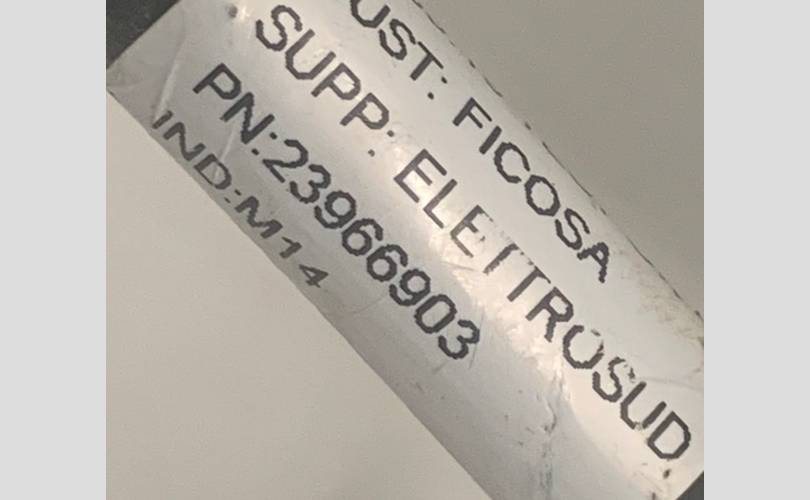 UST: FICOSA
SUPP: ELETTROSUD
PN:23966903
IND:M14